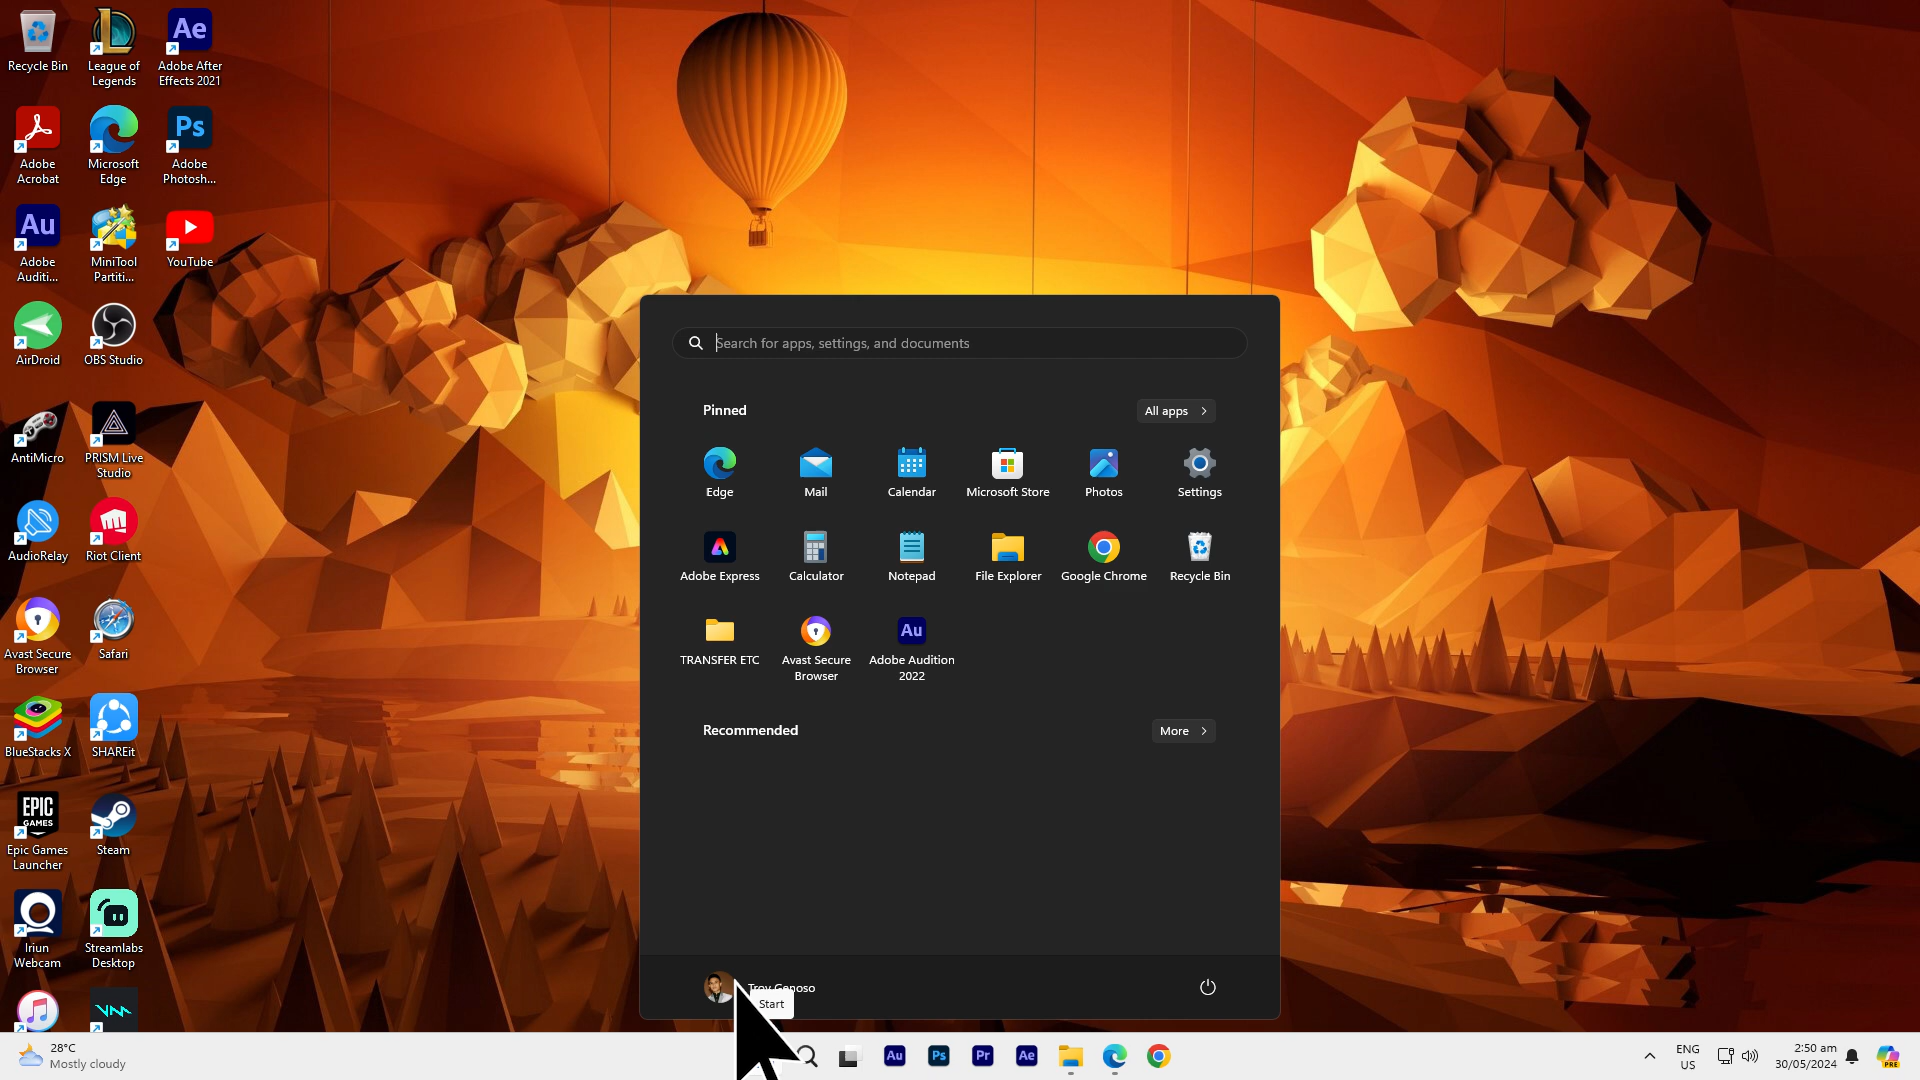 Recycle Bin
League of
Legends
Ae
Adobe After
Effects 2021
Adobe
Acrobat
Microsoft
Edge
Ps
Adobe
Photosh...
Au
Adobe
Auditi...
MiniTool
Partiti...
YouTube
AirDroid
OBS Studio
AntiMicro
PRISM Live
Studio
AudioRelay
Riot Client
Avast Secure
Browser
Safari
BlueStacks X
SHAREit
EPIC
GAMES
Epic Games
Launcher
Steam
Iriun
Webcam
Streamlabs
Desktop
Search for apps, settings, and documents
Pinned
All apps
Edge
Mail
Calendar
Microsoft Store
Photos
Settings
Adobe Express
Calculator
Notepad
File Explorer
Google Chrome
Recycle Bin
TRANSFER ETC
Avast Secure
Browser
Au
Adobe Audition
2022
Recommended
More
Troy Genoso
Start
28°C
Mostly cloudy
Au
Ps
Pr
Ae
ENG
US
2:50 am
30/05/2024
PRE